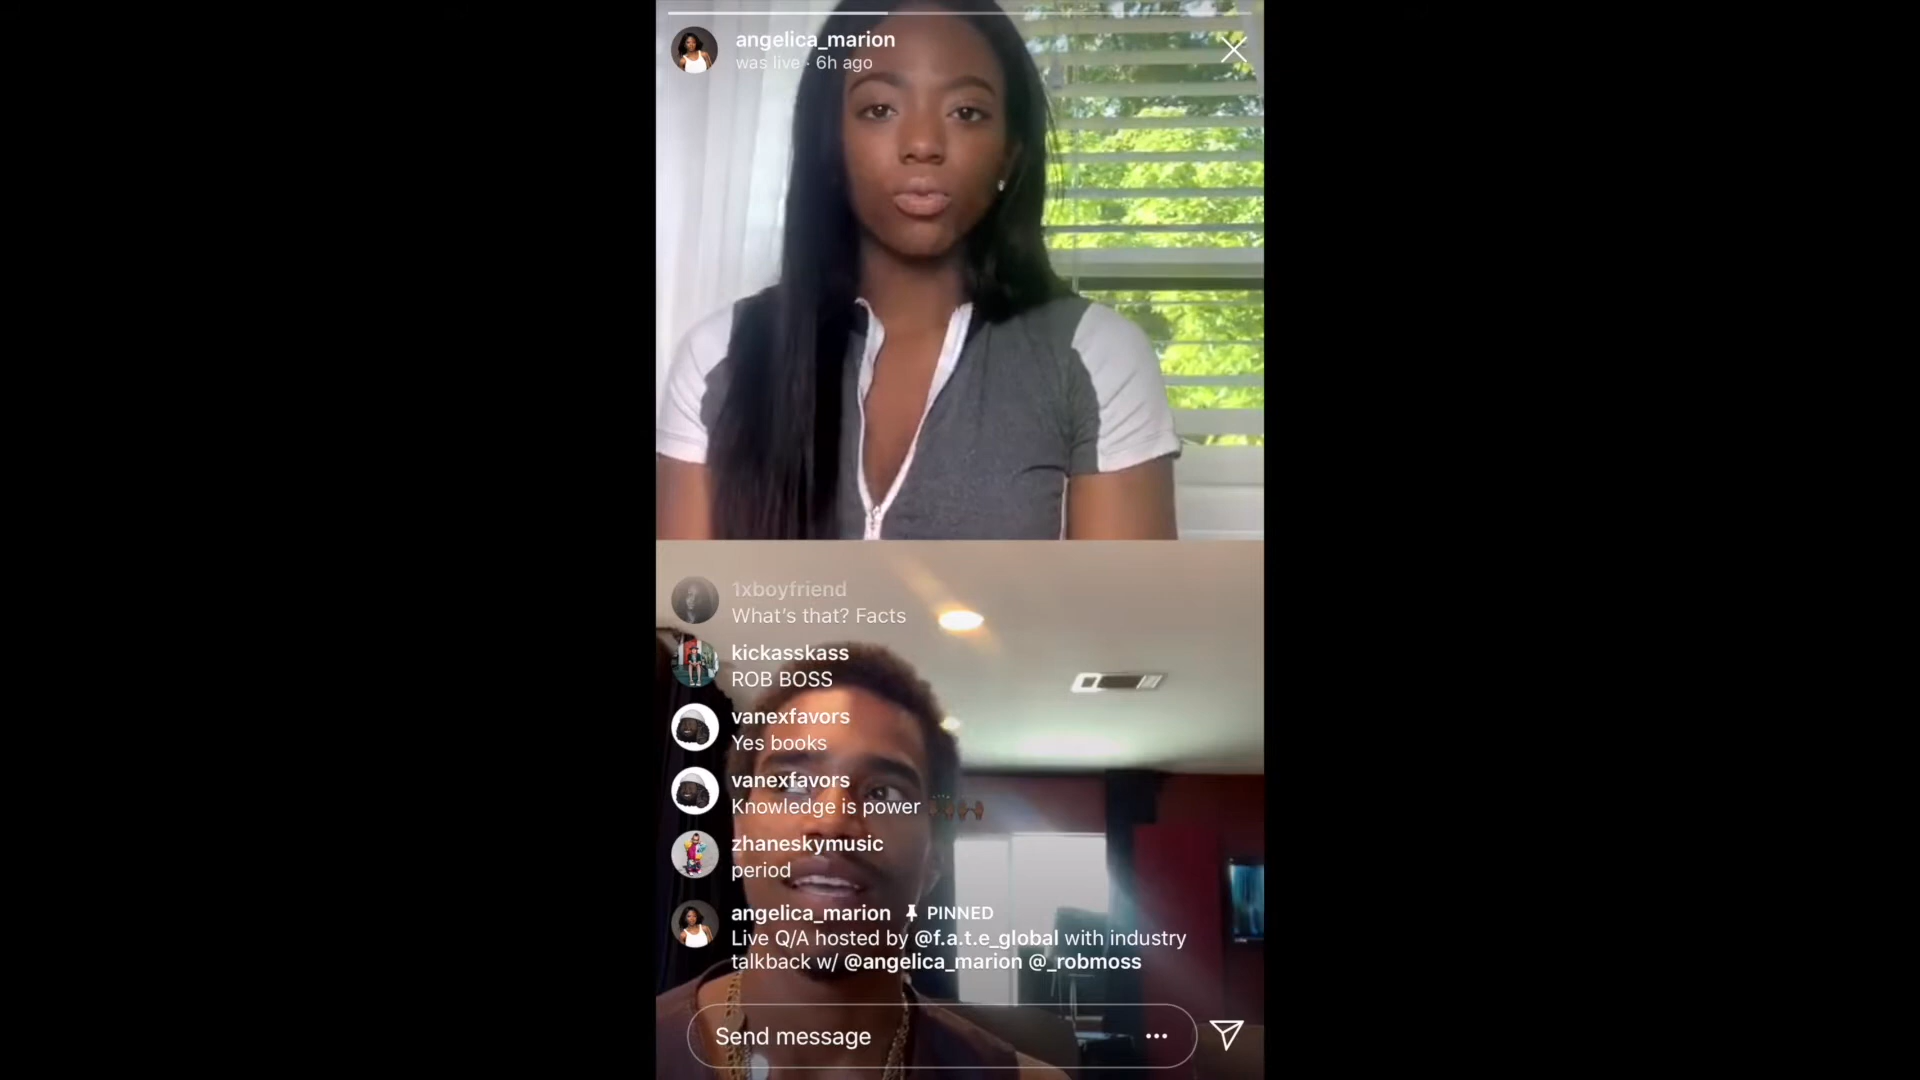 angelica_marion
was live · 6h ago
1xboyfriend
What's that? Facts
kickasskass
ROB BOSS
vanexfavors
Yes books
vanexfavors
Knowledge is power 🙌🏿🙌🏿
zhaneskymusic
period
angelica_marion PINNED
Live Q/A hosted by @f.a.t.e_global with industry
talkback w/ @angelica_marion @_robmoss
Send message